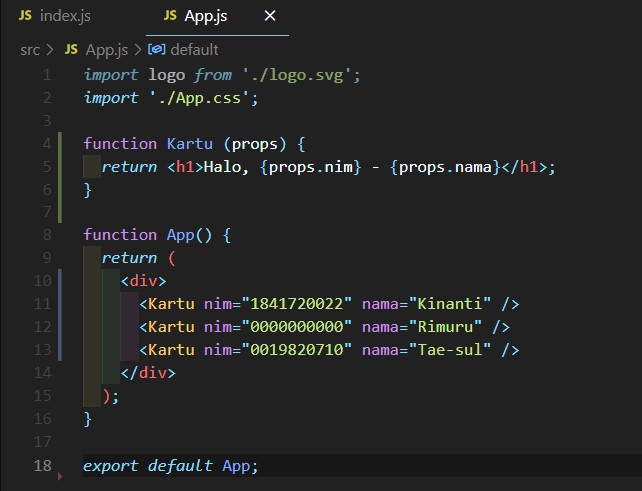 JS index.js JS App.js ×
src > JS App.js > default
1 import logo from './logo.svg';
2 import './App.css';
3
4 function Kartu (props) {
5   return <h1>Halo, {props.nim} - {props.nama}</h1>;
6 }
7
8 function App() {
9   return (
10     <div>
11       <Kartu nim="1841720022" nama="Kinanti" />
12       <Kartu nim="0000000000" nama="Rimuru" />
13       <Kartu nim="0019820710" nama="Tae-sul" />
14     </div>
15   );
16 }
17
18 export default App;